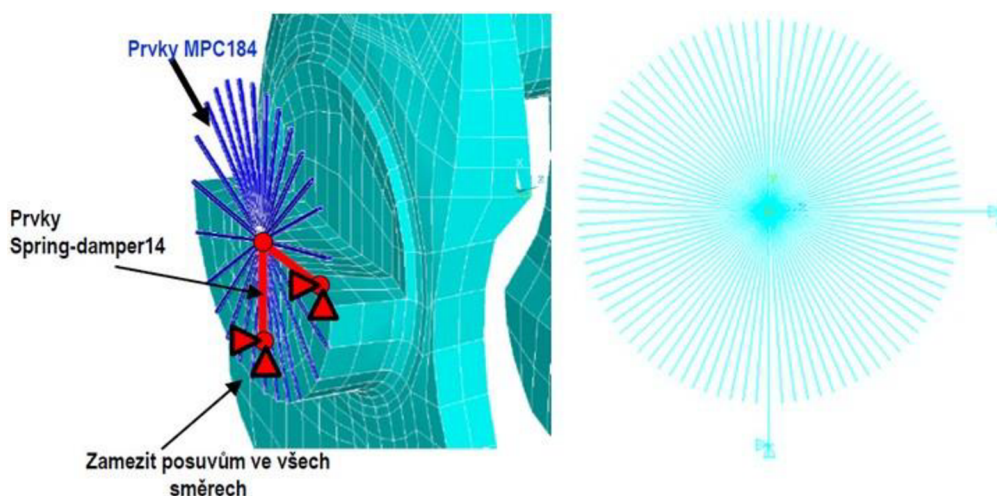 Prvky MPC184
Prvky
Spring-damper14
Zamezit posuvům ve všech
směrech